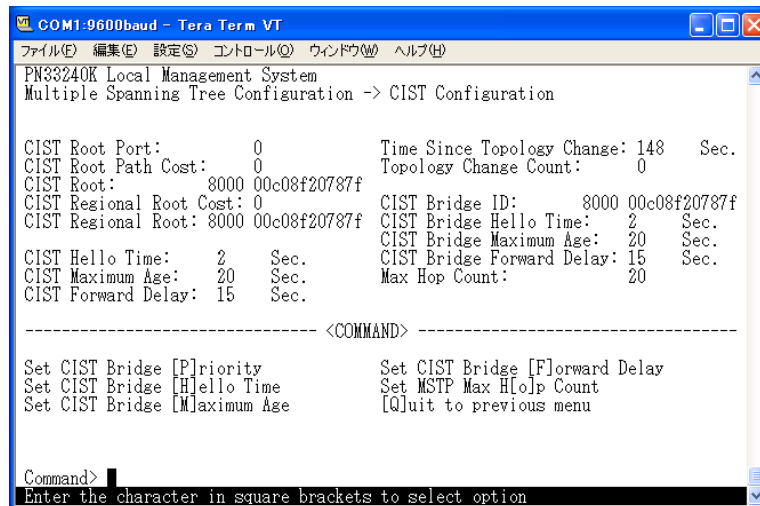 COM1:9600baud - Tera Term VT
ファイル(F) 編集(E) 設定(S) コントロール(O) ウィンドウ(W) ヘルプ(H)
PN33240K Local Management System
Multiple Spanning Tree Configuration -> CIST Configuration
CIST Root Port: 0 Time Since Topology Change: 148 Sec.
CIST Root Path Cost: 0 Topology Change Count: 0
CIST Root: 8000 00c08f20787f
CIST Regional Root Cost: 0 CIST Bridge ID: 8000 00c08f20787f
CIST Regional Root: 8000 00c08f20787f CIST Bridge Hello Time: 2 Sec.
CIST Bridge Maximum Age: 20 Sec.
CIST Hello Time: 2 Sec. CIST Bridge Forward Delay: 15 Sec.
CIST Maximum Age: 20 Sec. Max Hop Count: 20
CIST Forward Delay: 15 Sec.
-------------------------------- <COMMAND> -----------------------------------
Set CIST Bridge [P]riority Set CIST Bridge [F]orward Delay
Set CIST Bridge [H]ello Time Set MSTP Max H[o]p Count
Set CIST Bridge [M]aximum Age [Q]uit to previous menu
Command>
Enter the character in square brackets to select option